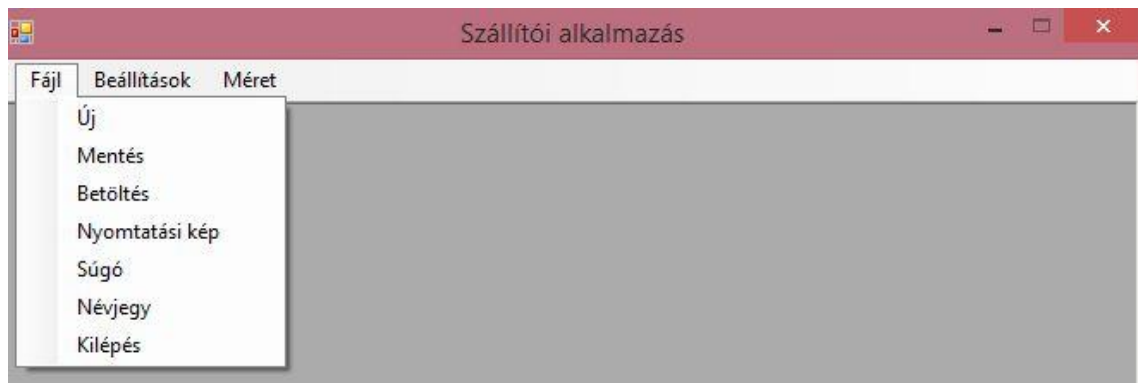 Szállítói alkalmazás
Fájl Beállítások Méret
Új
Mentés
Betöltés
Nyomtatási kép
Súgó
Névjegy
Kilépés